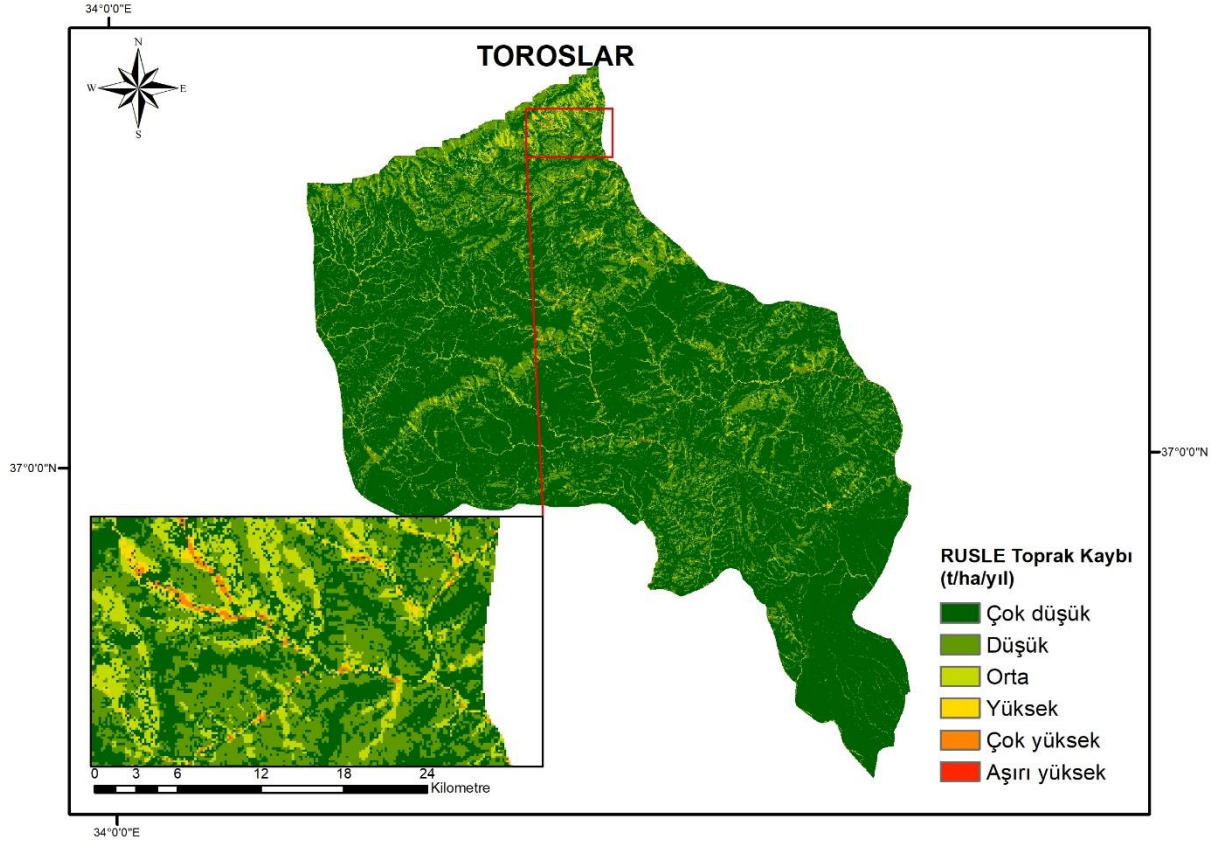 34°0'0"E
TOROSLAR
N
W E
S
37°0'0"N
37°0'0"N
RUSLE Toprak Kaybı
(t/ha/yıl)
Çok düşük
Düşük
Orta
Yüksek
Çok yüksek
Aşırı yüksek
0 3 6 12 18 24
Kilometre
34°0'0"E